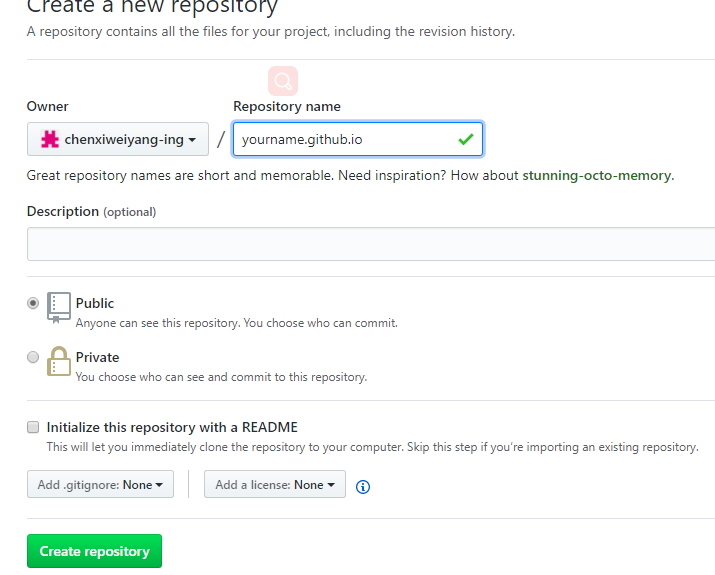 Create a new repository
A repository contains all the files for your project, including the revision history.
Owner
Repository name
chenxiweiyang-ing / yourname.github.io
Great repository names are short and memorable. Need inspiration? How about stunning-octo-memory.
Description (optional)
Public
Anyone can see this repository. You choose who can commit.
Private
You choose who can see and commit to this repository.
Initialize this repository with a README
This will let you immediately clone the repository to your computer. Skip this step if you’re importing an existing repository.
Add .gitignore: None
Add a license: None
Create repository